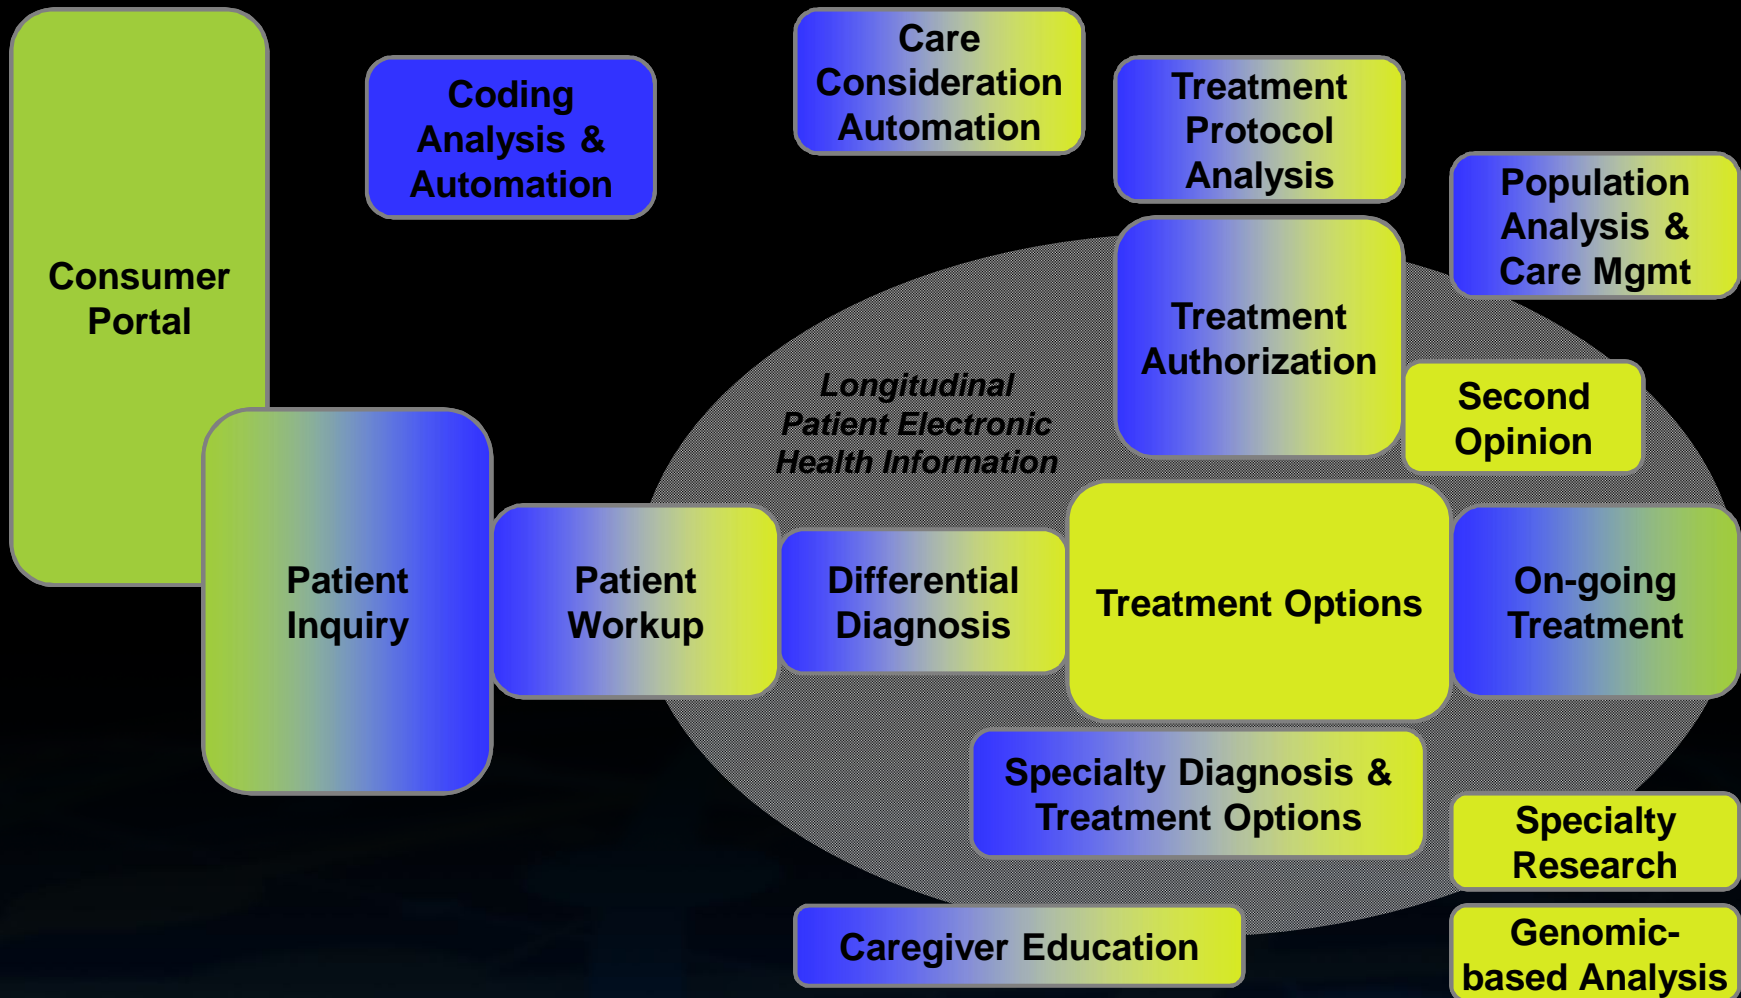 Consumer
Portal
Coding
Analysis &
Automation
Care
Consideration
Automation
Treatment
Protocol
Analysis
Population
Analysis &
Care Mgmt
Treatment
Authorization
Longitudinal
Patient Electronic
Health Information
Second
Opinion
Patient
Inquiry
Patient
Workup
Differential
Diagnosis
Treatment Options
On-going
Treatment
Specialty Diagnosis &
Treatment Options
Specialty
Research
Caregiver Education
Genomic-
based Analysis